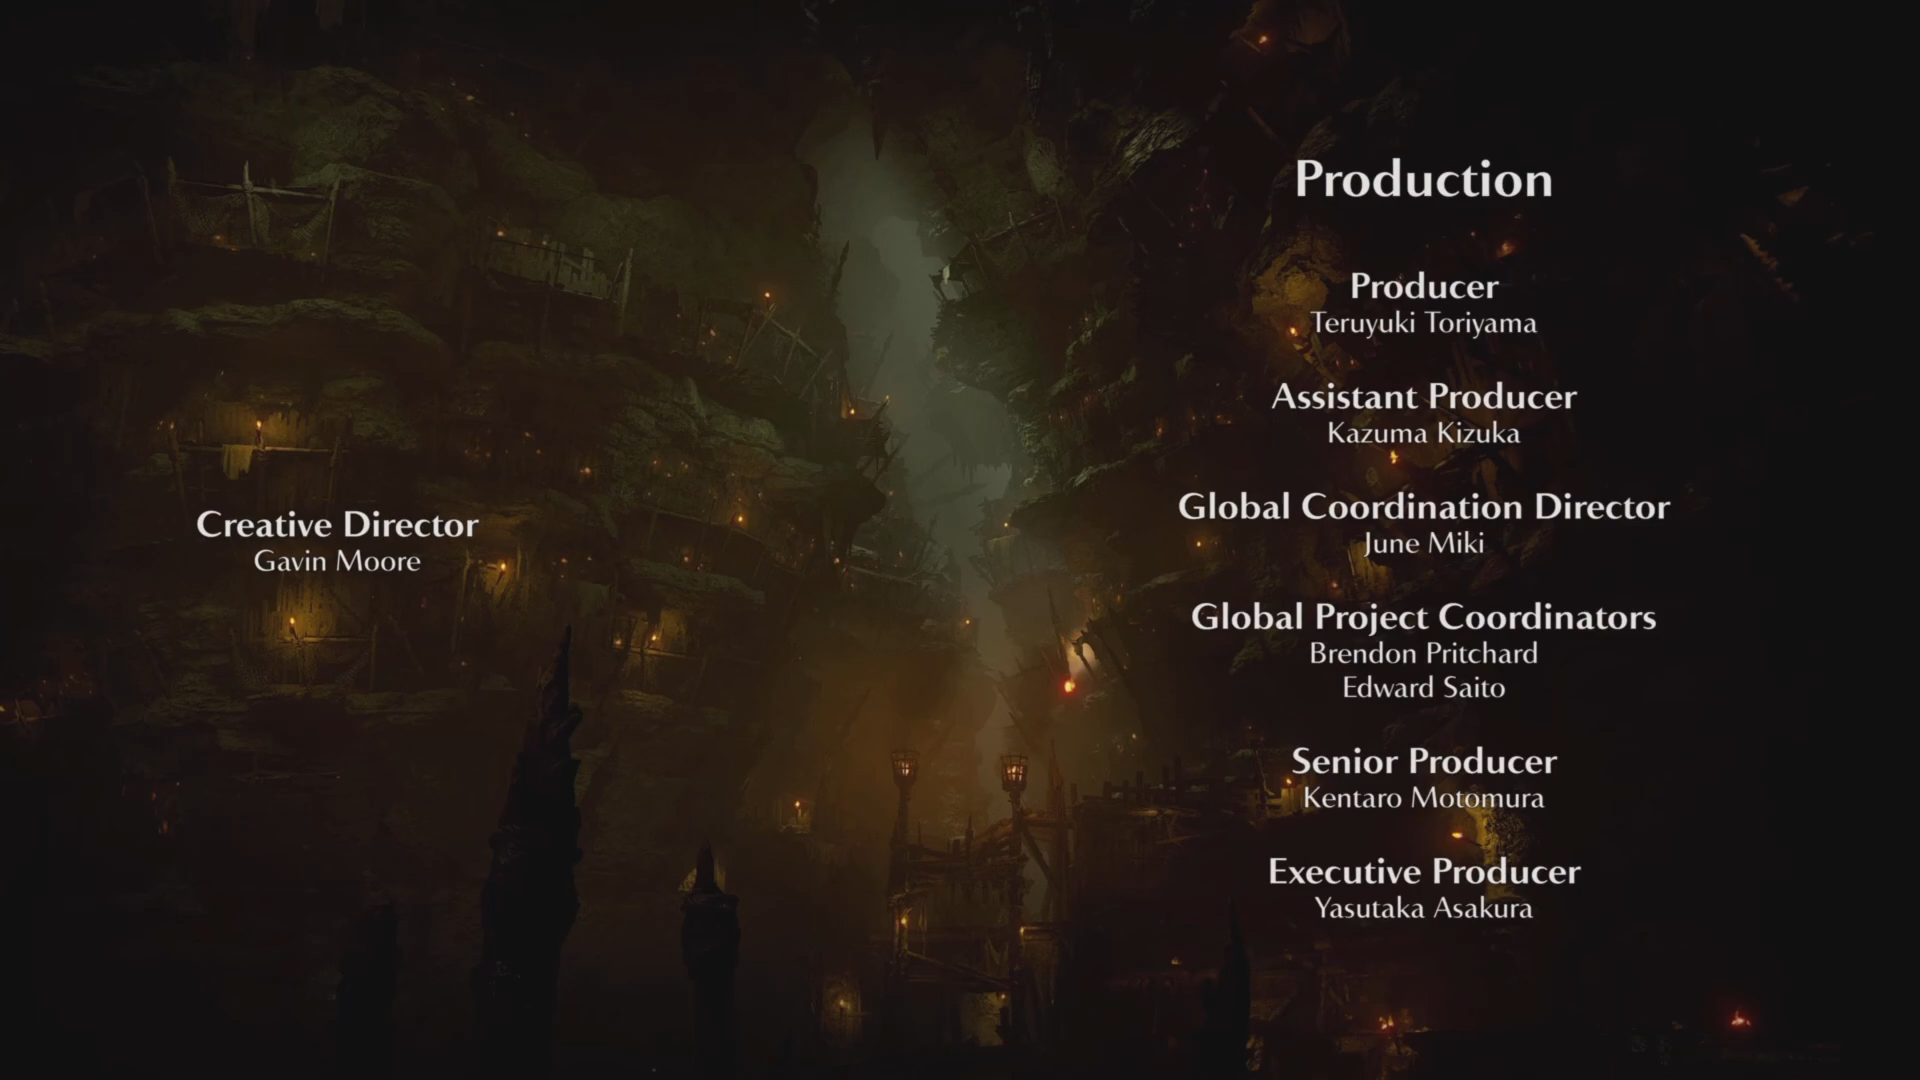 Creative Director
Gavin Moore
Production
Producer
Teruyuki Toriyama
Assistant Producer
Kazuma Kizuka
Global Coordination Director
June Miki
Global Project Coordinators
Brendon Pritchard
Edward Saito
Senior Producer
Kentaro Motomura
Executive Producer
Yasutaka Asakura